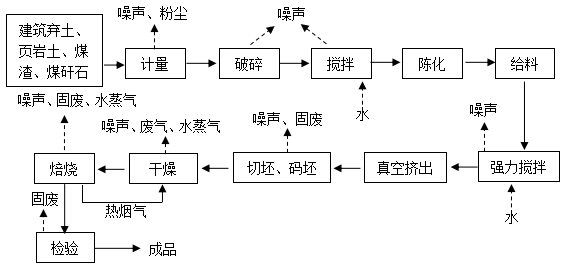 噪声、粉尘
噪声
建筑弃土、
页岩土、煤
渣、煤矸石
计量
破碎
搅拌
陈化
给料
水
噪声、固废、水蒸气
噪声、废气、水蒸气
噪声、固废
噪声
焙烧
干燥
切坯、码坯
真空挤出
强力搅拌
热烟气
水
固废
检验
成品